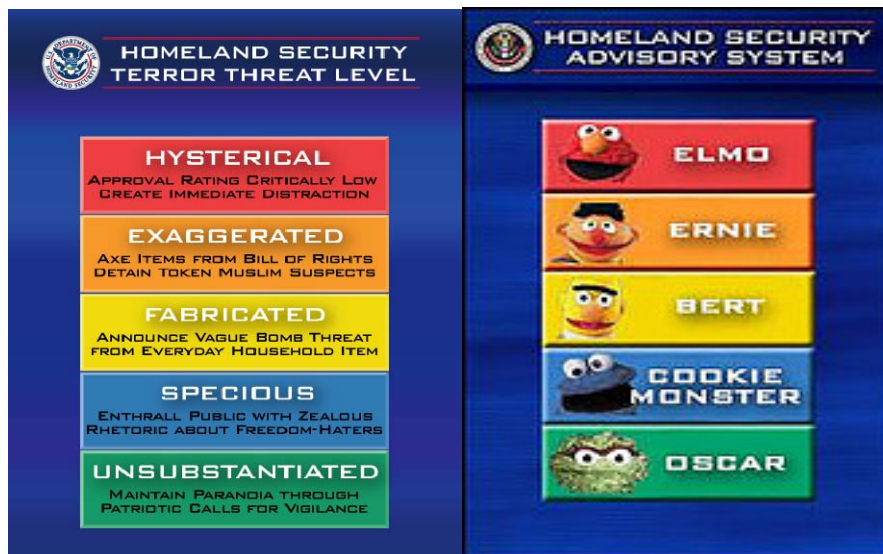 HOMELAND SECURITY
TERROR THREAT LEVEL
HYSTERICAL
APPROVAL RATING CRITICALLY LOW
CREATE IMMEDIATE DISTRACTION
EXAGGERATED
AXE ITEMS FROM BILL OF RIGHTS
DETAIN TOKEN MUSLIM SUSPECTS
FABRICATED
ANNOUNCE VAGUE BOMB THREAT
FROM EVERYDAY HOUSEHOLD ITEM
SPECIOUS
ENTHRALL PUBLIC WITH ZEALOUS
RHETORIC ABOUT FREEDOM-HATERS
UNSUBSTANTIATED
MAINTAIN PARANOIA THROUGH
PATRIOTIC CALLS FOR VIGILANCE
HOMELAND SECURITY
ADVISORY SYSTEM
ELMO
ERNIE
BERT
COOKIE
MONSTER
OSCAR